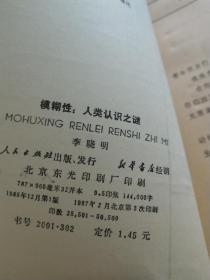 模糊性：人类认识之谜
MOHUXING RENLEI RENSHI ZHI MI
李晓明
人民出版社出版、发行 新华书店经销
北京东光印刷厂印刷
787×960毫米32开本 9.5印张 144,000字
1985年12月第1版 1987年2月北京第2次印刷
印数 25,501-50,500
书号 2001·302 定价 1.45元